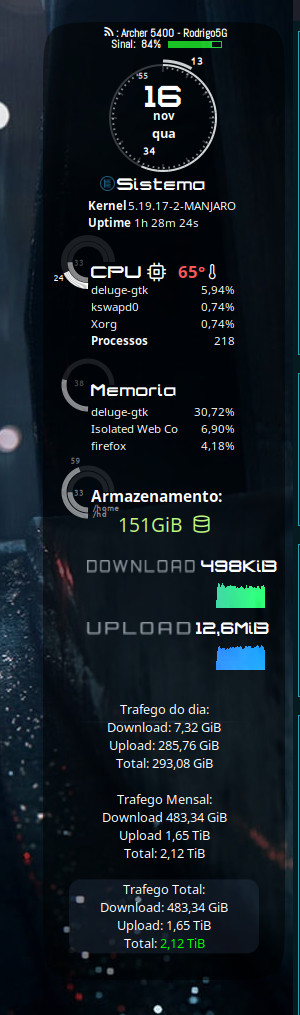 : Archer 5400 - Rodrigo5G
Sinal: 84%
13
55
16
nov
qua
34
Sistema
Kernel 5.19.17-2-MANJARO
Uptime 1h 28m 24s
33
24
CPU 65°
deluge-gtk 5,94%
kswapd0 0,74%
Xorg 0,74%
Processos 218
38
Memoria
deluge-gtk 30,72%
Isolated Web Co 6,90%
firefox 4,18%
59
33
Armazenamento:
/home
/hd
151GiB
DOWNLOAD 498KiB
UPLOAD 12,6MiB
Trafego do dia:
Download: 7,32 GiB
Upload: 285,76 GiB
Total: 293,08 GiB
Trafego Mensal:
Download 483,34 GiB
Upload 1,65 TiB
Total: 2,12 TiB
Trafego Total:
Download: 483,34 GiB
Upload: 1,65 TiB
Total: 2,12 TiB